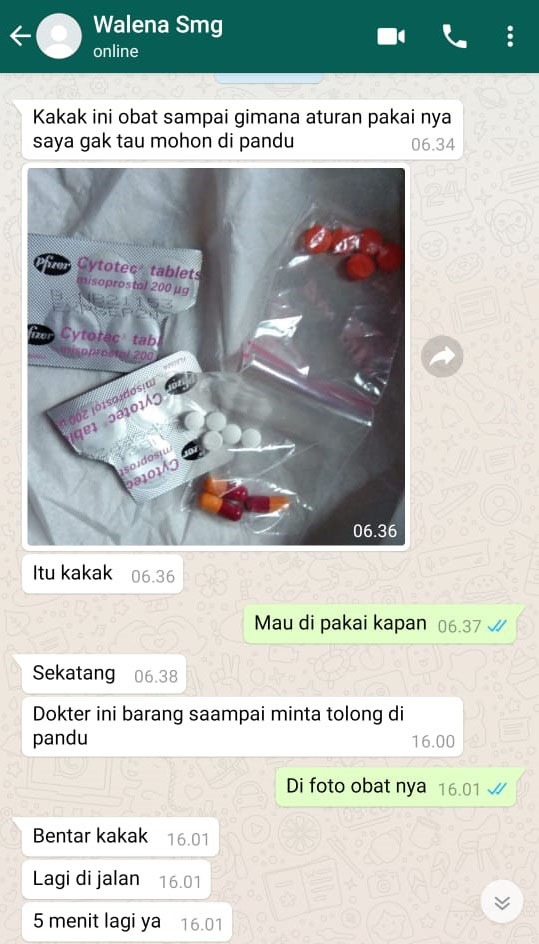 Walena Smg
online
Kakak ini obat sampai gimana aturan pakai nya
saya gak tau mohon di pandu 06.34
Pfizer Cytotec® tablets
misoprostol 200 µg
fizer Cytotec® tabl
misoprostol 200
Cytotec® tabl
misoprostol 200
Cytotec
06.36
Itu kakak 06.36
Mau di pakai kapan 06.37
Sekatang 06.38
Dokter ini barang saampai minta tolong di
pandu 16.00
Di foto obat nya 16.01
Bentar kakak 16.01
Lagi di jalan 16.01
5 menit lagi ya 16.01